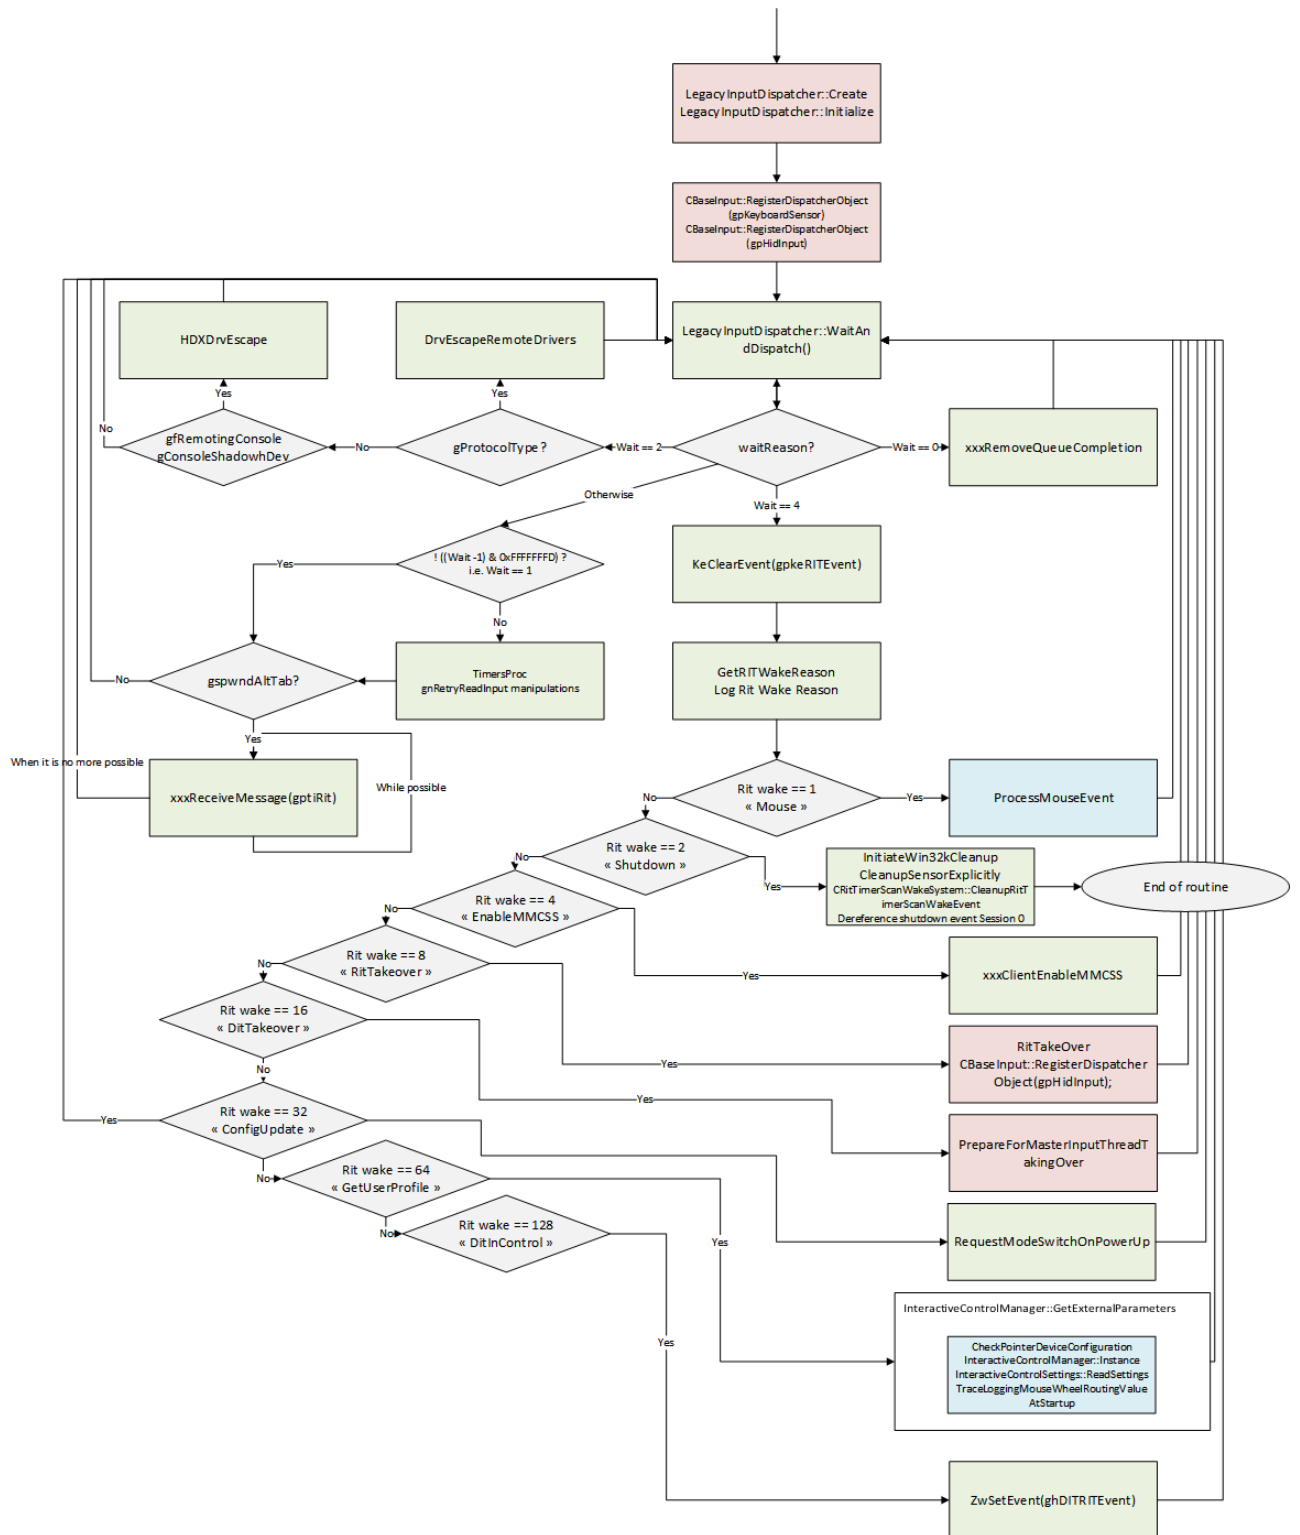 LegacyInputDispatcher::Create
LegacyInputDispatcher::Initialize
CBaseInput::RegisterDispatcherObject
(gpKeyboardSensor)
CBaseInput::RegisterDispatcherObject
(gpHidInput)
HDXDrvEscape
DrvEscapeRemoteDrivers
LegacyInputDispatcher::WaitAn
dDispatch()
Yes
Yes
No
gfRemotingConsole
gConsoleShadowhDev
No
gProtocolType?
Wait == 2
waitReason?
Wait == 0
xxxRemoveQueueCompletion
Otherwise
Wait == 4
! ((Wait -1) & 0xFFFFFFFD) ?
i.e. Wait == 1
Yes
KeClearEvent(gpkeRITEvent)
No
gspwndAltTab?
No
TimersProc
gnRetryReadInput manipulations
GetRITWakeReason
Log Rit Wake Reason
Yes
When it is no more possible
xxxReceiveMessage(gptiRit)
While possible
Rit wake == 1
« Mouse »
No
Yes
ProcessMouseEvent
Rit wake == 2
« Shutdown »
No
Yes
InitiateWin32kCleanup
CleanupSensorExplicitly
CRitTimerScanWakeSystem::CleanupRitT
imerScanWakeEvent
Dereference shutdown event Session 0
End of routine
Rit wake == 4
« EnableMMCSS »
No
Yes
xxxClientEnableMMCSS
Rit wake == 8
« RitTakeover »
No
Yes
RitTakeOver
CBaseInput::RegisterDispatcher
Object(gpHidInput);
Rit wake == 16
« DitTakeover »
No
Yes
PrepareForMasterInputThreadT
akingOver
Rit wake == 32
« ConfigUpdate »
Yes
No
Rit wake == 64
« GetUserProfile »
No
Yes
RequestModeSwitchOnPowerUp
Rit wake == 128
« DitInControl »
Yes
InteractiveControlManager::GetExternalParameters
CheckPointerDeviceConfiguration
InteractiveControlManager::Instance
InteractiveControlSettings::ReadSettings
TraceLoggingMouseWheelRoutingValue
AtStartup
ZwSetEvent(ghDITRITEvent)